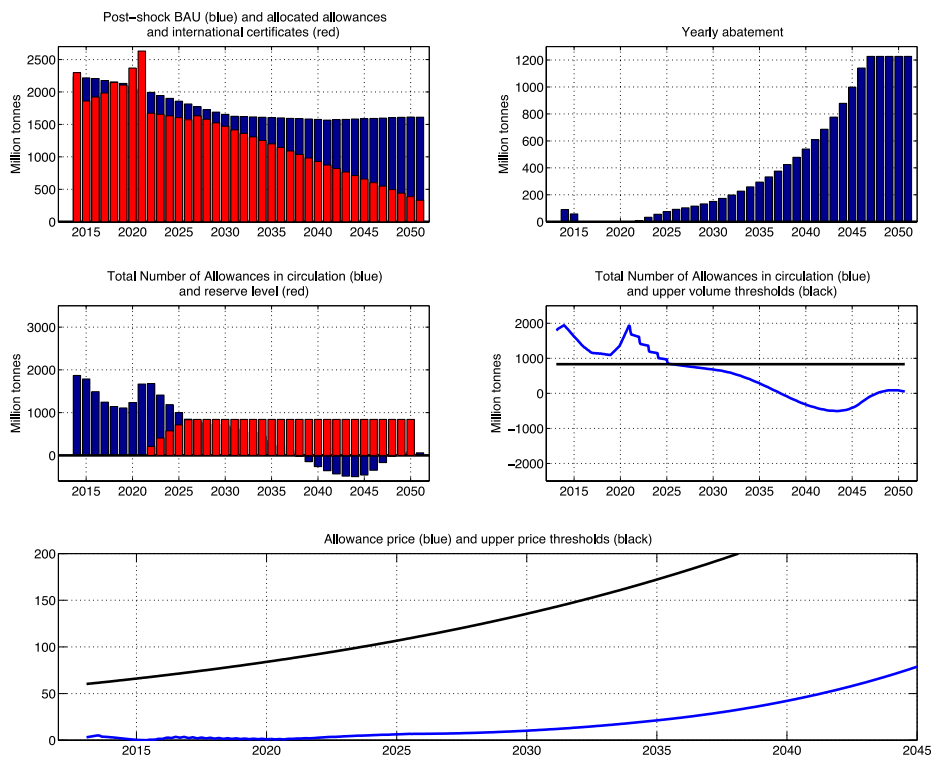 Post−shock BAU (blue) and allocated allowances
and international certificates (red)
Million tonnes
2500
2000
1500
1000
500
0
2015 2020 2025 2030 2035 2040 2045 2050
Yearly abatement
Million tonnes
1200
1000
800
600
400
200
0
2015 2020 2025 2030 2035 2040 2045 2050
Total Number of Allowances in circulation (blue)
and reserve level (red)
Million tonnes
3000
2000
1000
0
2015 2020 2025 2030 2035 2040 2045 2050
Total Number of Allowances in circulation (blue)
and upper volume thresholds (black)
Million tonnes
2000
1000
0
−1000
−2000
2015 2020 2025 2030 2035 2040 2045 2050
Allowance price (blue) and upper price thresholds (black)
200
150
100
50
0
2015 2020 2025 2030 2035 2040 2045